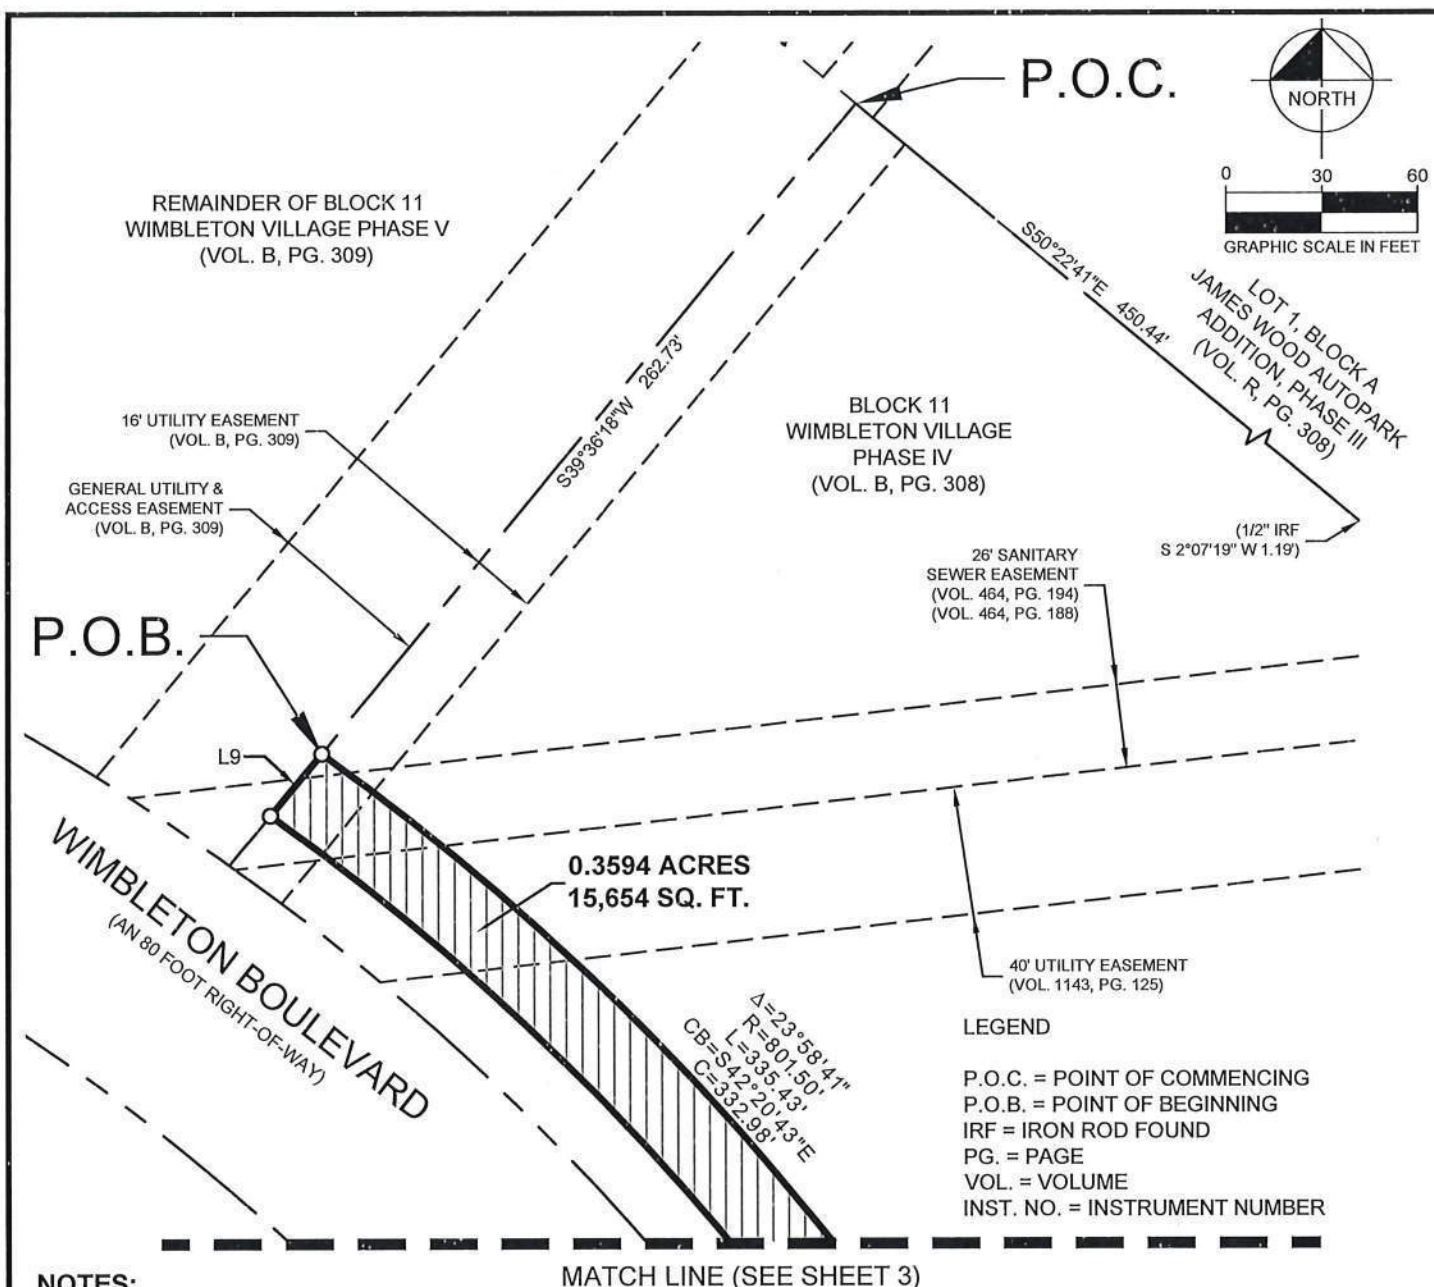 P.O.C.
NORTH
0 30 60
GRAPHIC SCALE IN FEET
REMAINDER OF BLOCK 11
WIMBLETON VILLAGE PHASE V
(VOL. B, PG. 309)
S50°22'41"E 450.44'
LOT 1, BLOCK A
JAMES WOOD AUTOPARK
ADDITION, PHASE III
(VOL. R, PG. 308)
S39°36'18"W 262.73'
16' UTILITY EASEMENT
(VOL. B, PG. 309)
BLOCK 11
WIMBLETON VILLAGE
PHASE IV
(VOL. B, PG. 308)
GENERAL UTILITY &
ACCESS EASEMENT
(VOL. B, PG. 309)
(1/2" IRF
S 2°07'19" W 1.19')
26' SANITARY
SEWER EASEMENT
(VOL. 464, PG. 194)
(VOL. 464, PG. 188)
P.O.B.
L9
WIMBLETON BOULEVARD
(AN 80 FOOT RIGHT-OF-WAY)
0.3594 ACRES
15,654 SQ. FT.
40' UTILITY EASEMENT
(VOL. 1143, PG. 125)
Δ=23°58'41"
R=801.50'
L=335.43'
CB=S42°20'43"E
C=332.98'
LEGEND
P.O.C. = POINT OF COMMENCING
P.O.B. = POINT OF BEGINNING
IRF = IRON ROD FOUND
PG. = PAGE
VOL. = VOLUME
INST. NO. = INSTRUMENT NUMBER
MATCH LINE (SEE SHEET 3)
NOTES: